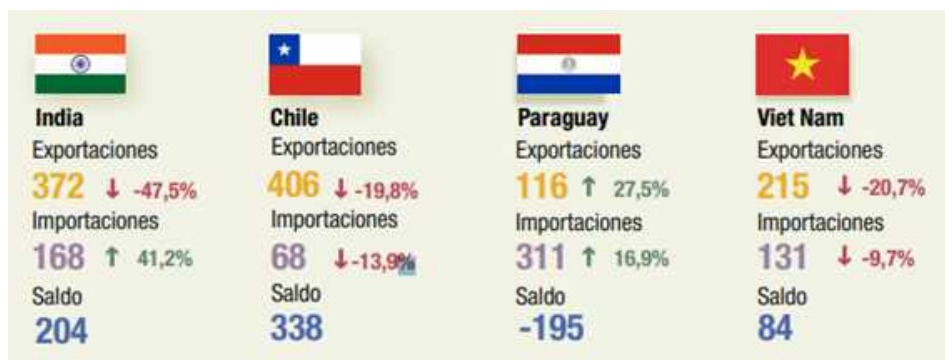 India
Exportaciones
372 ↓ -47,5%
Importaciones
168 ↑ 41,2%
Saldo
204
Chile
Exportaciones
406 ↓ -19,8%
Importaciones
68 ↓ -13,9%
Saldo
338
Paraguay
Exportaciones
116 ↑ 27,5%
Importaciones
311 ↑ 16,9%
Saldo
-195
Viet Nam
Exportaciones
215 ↓ -20,7%
Importaciones
131 ↓ -9,7%
Saldo
84